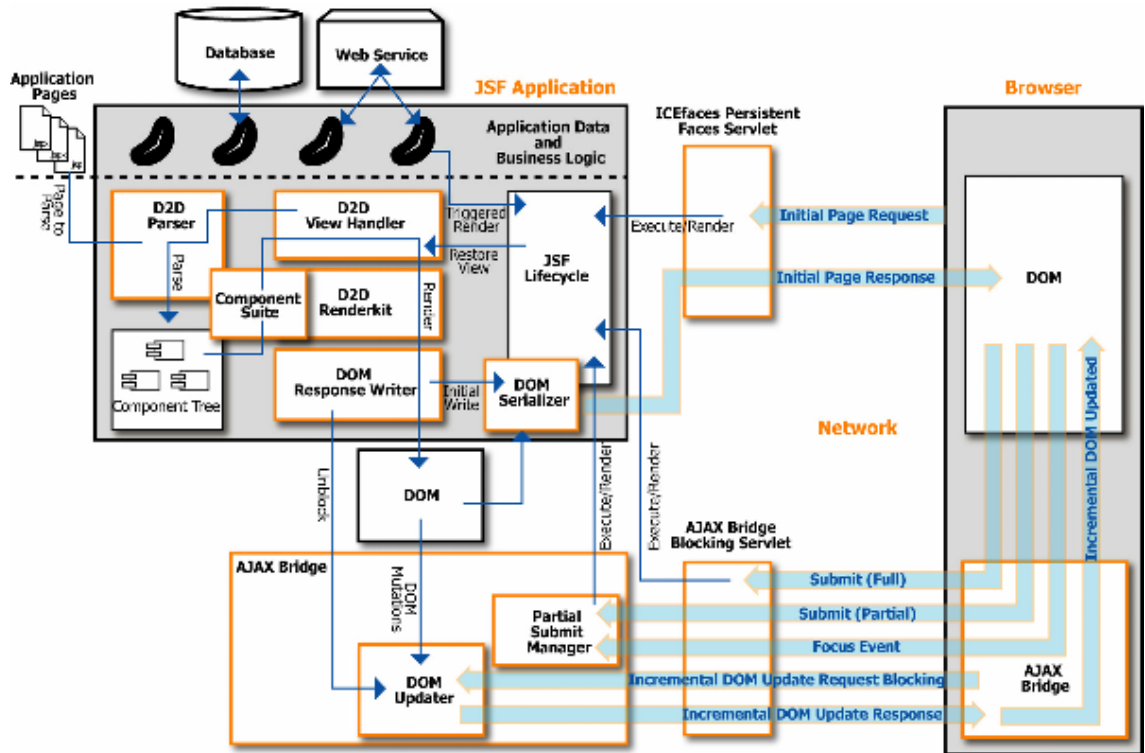 Database
Web Service
Application
Pages
JSF Application
Browser
ICEfaces Persistent
Faces Servlet
Application Data
and
Business Logic
Page to
Parse
D2D
Parser
D2D
View Handler
Triggered
Render
Restore
View
JSF
Lifecycle
Execute/Render
Initial Page Request
Initial Page Response
DOM
Parse
Component
Suite
D2D
Renderkit
Render
DOM
Response Writer
Initial
Write
DOM
Serializer
Component Tree
Network
Incremental DOM Updated
Unblock
DOM
Execute/Render
Execute/Render
AJAX Bridge
Blocking Servlet
AJAX Bridge
DOM
Mutations
Partial
Submit
Manager
DOM
Updater
Submit (Full)
Submit (Partial)
Focus Event
Incremental DOM Update Request Blocking
Incremental DOM Update Response
AJAX
Bridge